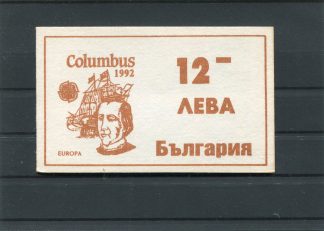 Columbus
1992
EUROPA
12-
ЛЕВА
България